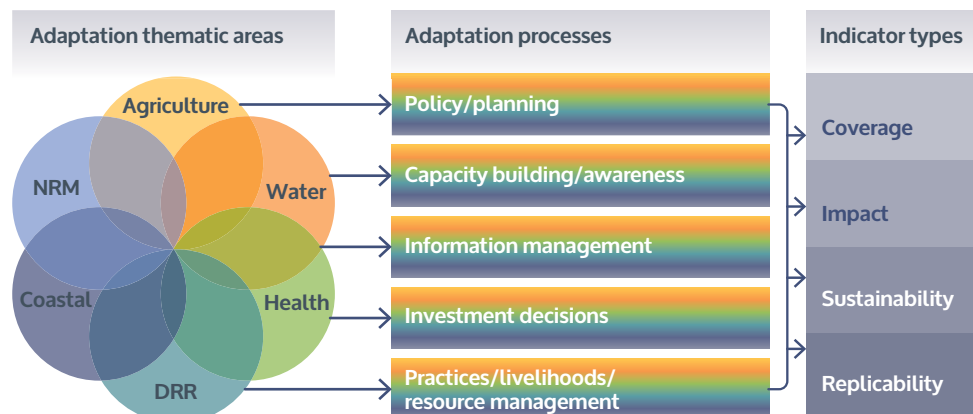 Adaptation thematic areas
Adaptation processes
Indicator types
Agriculture
NRM
Water
Coastal
Health
DRR
Policy/planning
Capacity building/awareness
Information management
Investment decisions
Practices/livelihoods/
resource management
Coverage
Impact
Sustainability
Replicability